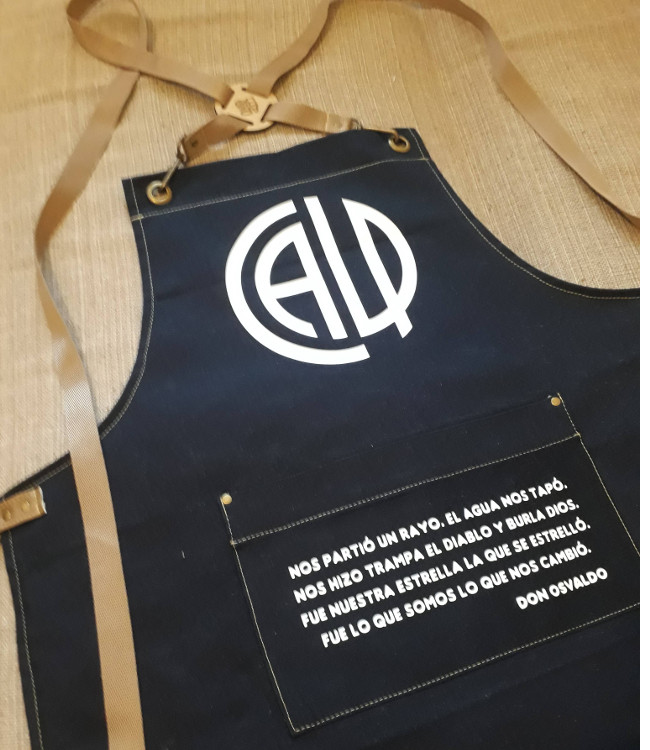 CALQ
NOS PARTIÓ UN RAYO. EL AGUA NOS TAPÓ.
NOS HIZO TRAMPA EL DIABLO Y BURLA DIOS.
FUE NUESTRA ESTRELLA LA QUE SE ESTRELLÓ.
FUE LO QUE SOMOS LO QUE NOS CAMBIÓ.
DON OSVALDO